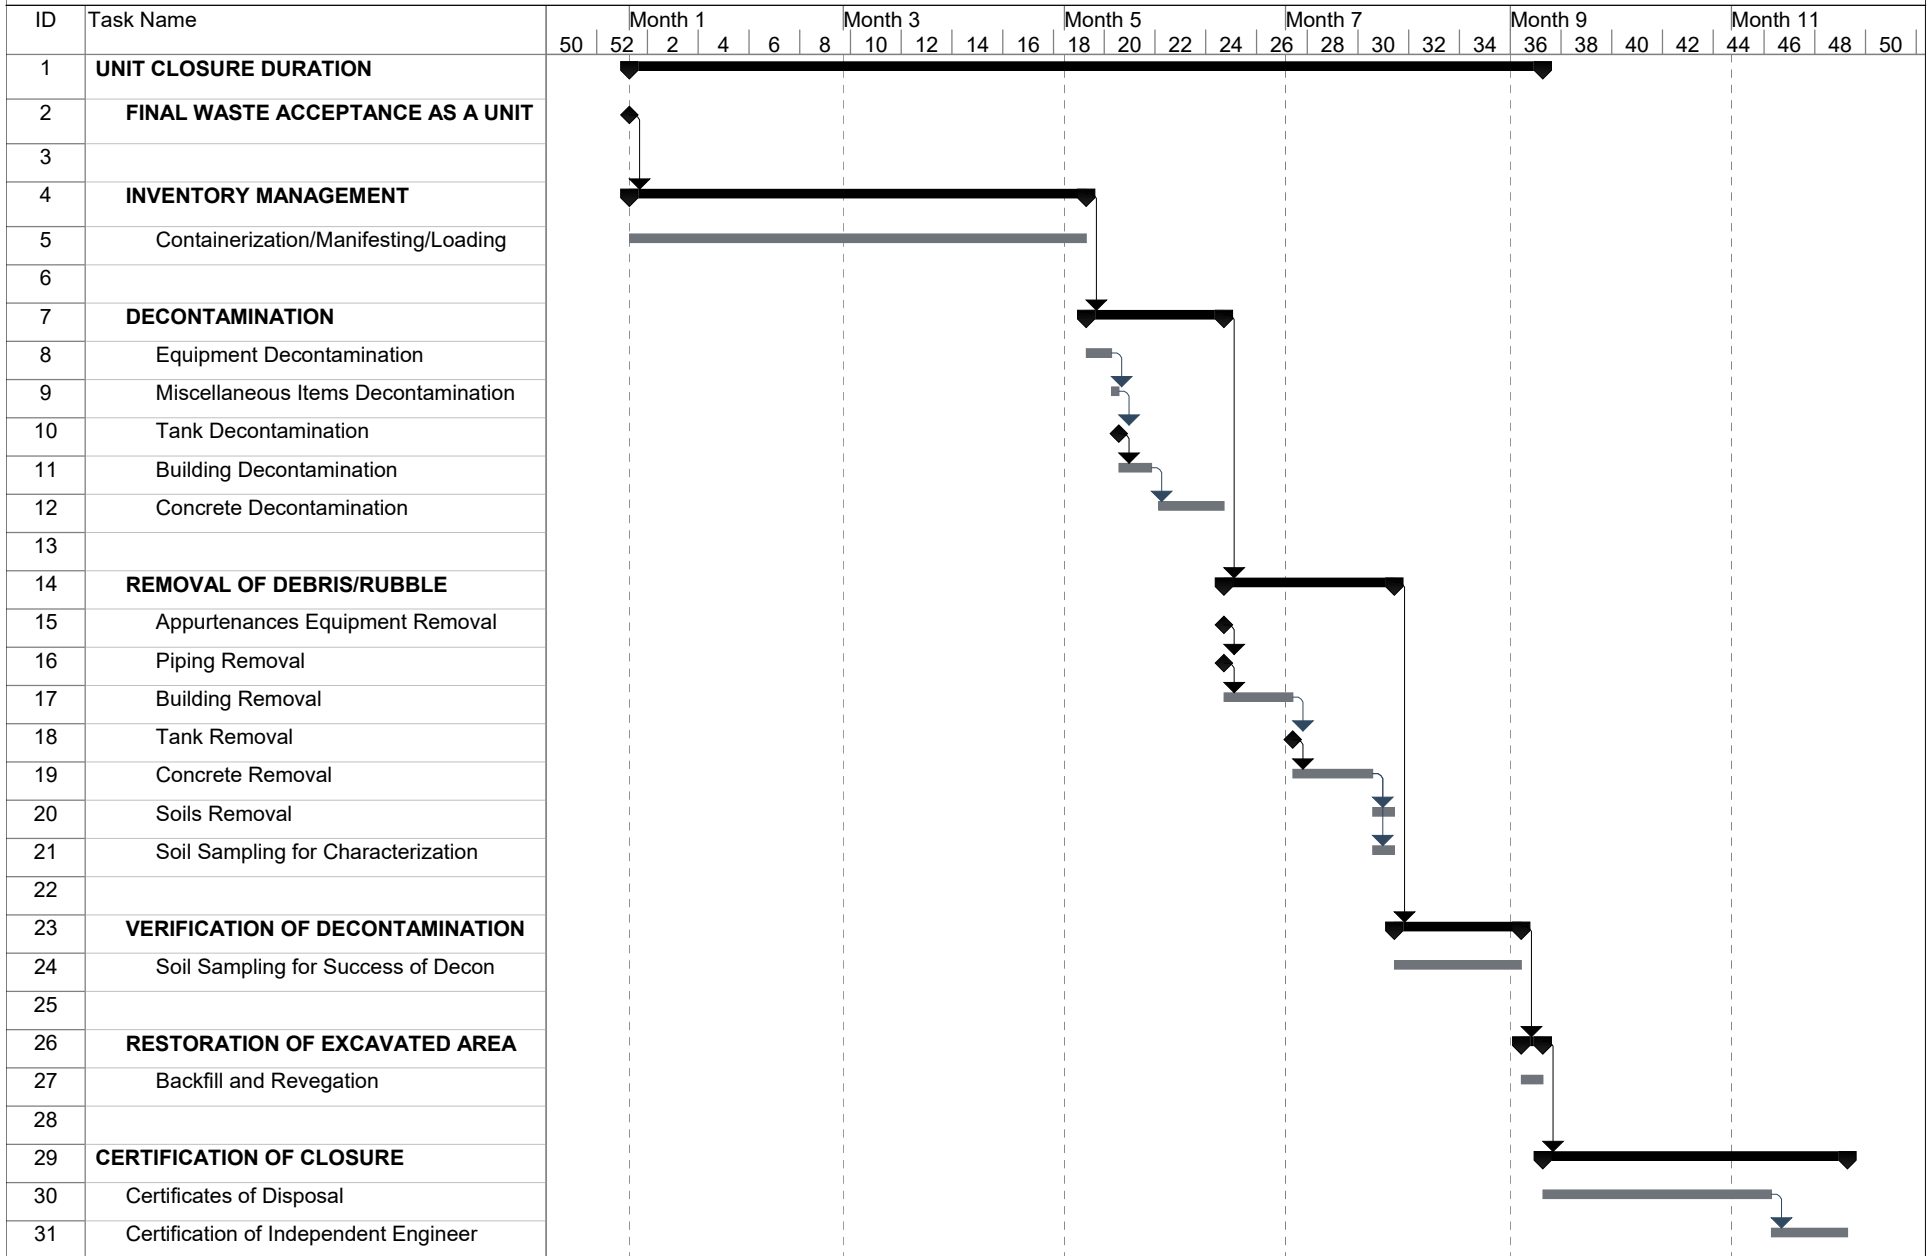 ID Task Name Month 1 Month 3 Month 5 Month 7 Month 9 Month 11
50 52 2 4 6 8 10 12 14 16 18 20 22 24 26 28 30 32 34 36 38 40 42 44 46 48 50
1 UNIT CLOSURE DURATION
2 FINAL WASTE ACCEPTANCE AS A UNIT
3
4 INVENTORY MANAGEMENT
5 Containerization/Manifesting/Loading
6
7 DECONTAMINATION
8 Equipment Decontamination
9 Miscellaneous Items Decontamination
10 Tank Decontamination
11 Building Decontamination
12 Concrete Decontamination
13
14 REMOVAL OF DEBRIS/RUBBLE
15 Appurtenances Equipment Removal
16 Piping Removal
17 Building Removal
18 Tank Removal
19 Concrete Removal
20 Soils Removal
21 Soil Sampling for Characterization
22
23 VERIFICATION OF DECONTAMINATION
24 Soil Sampling for Success of Decon
25
26 RESTORATION OF EXCAVATED AREA
27 Backfill and Revegation
28
29 CERTIFICATION OF CLOSURE
30 Certificates of Disposal
31 Certification of Independent Engineer